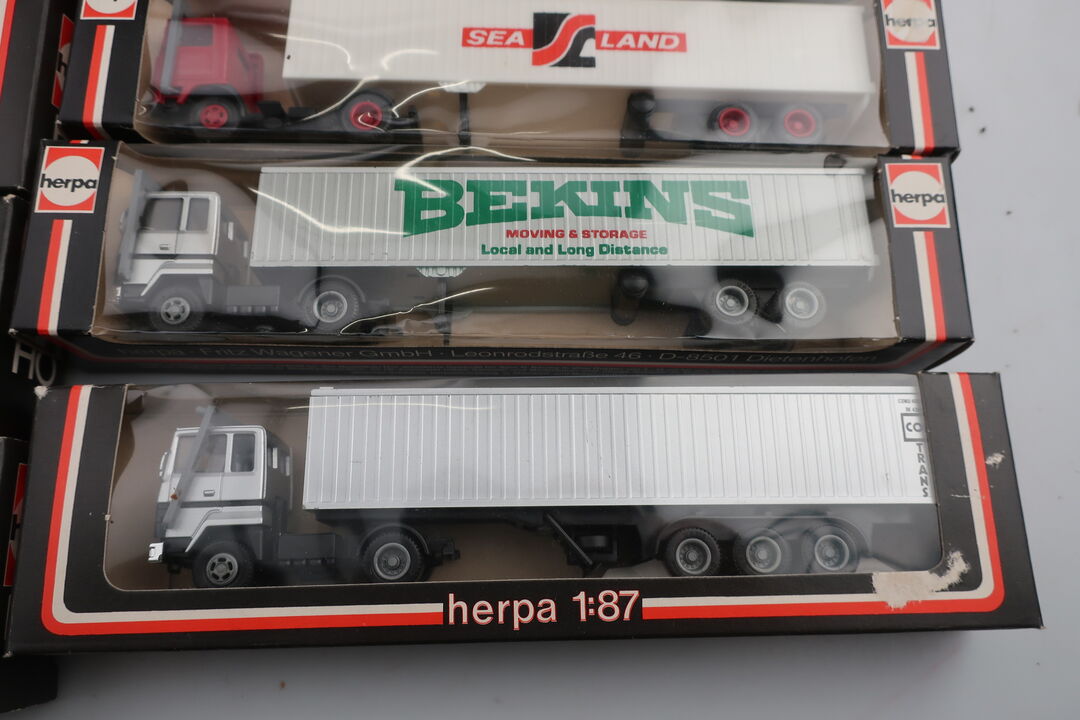 herpa
SEA LAND
herpa
BEKINS
MOVING & STORAGE
Local and Long Distance
herpa
herpa · Fritz Wagener GmbH · Leonrodstraße 46 · D-8501 Dietenhofen
HO
CO
TRANS
herpa 1:87